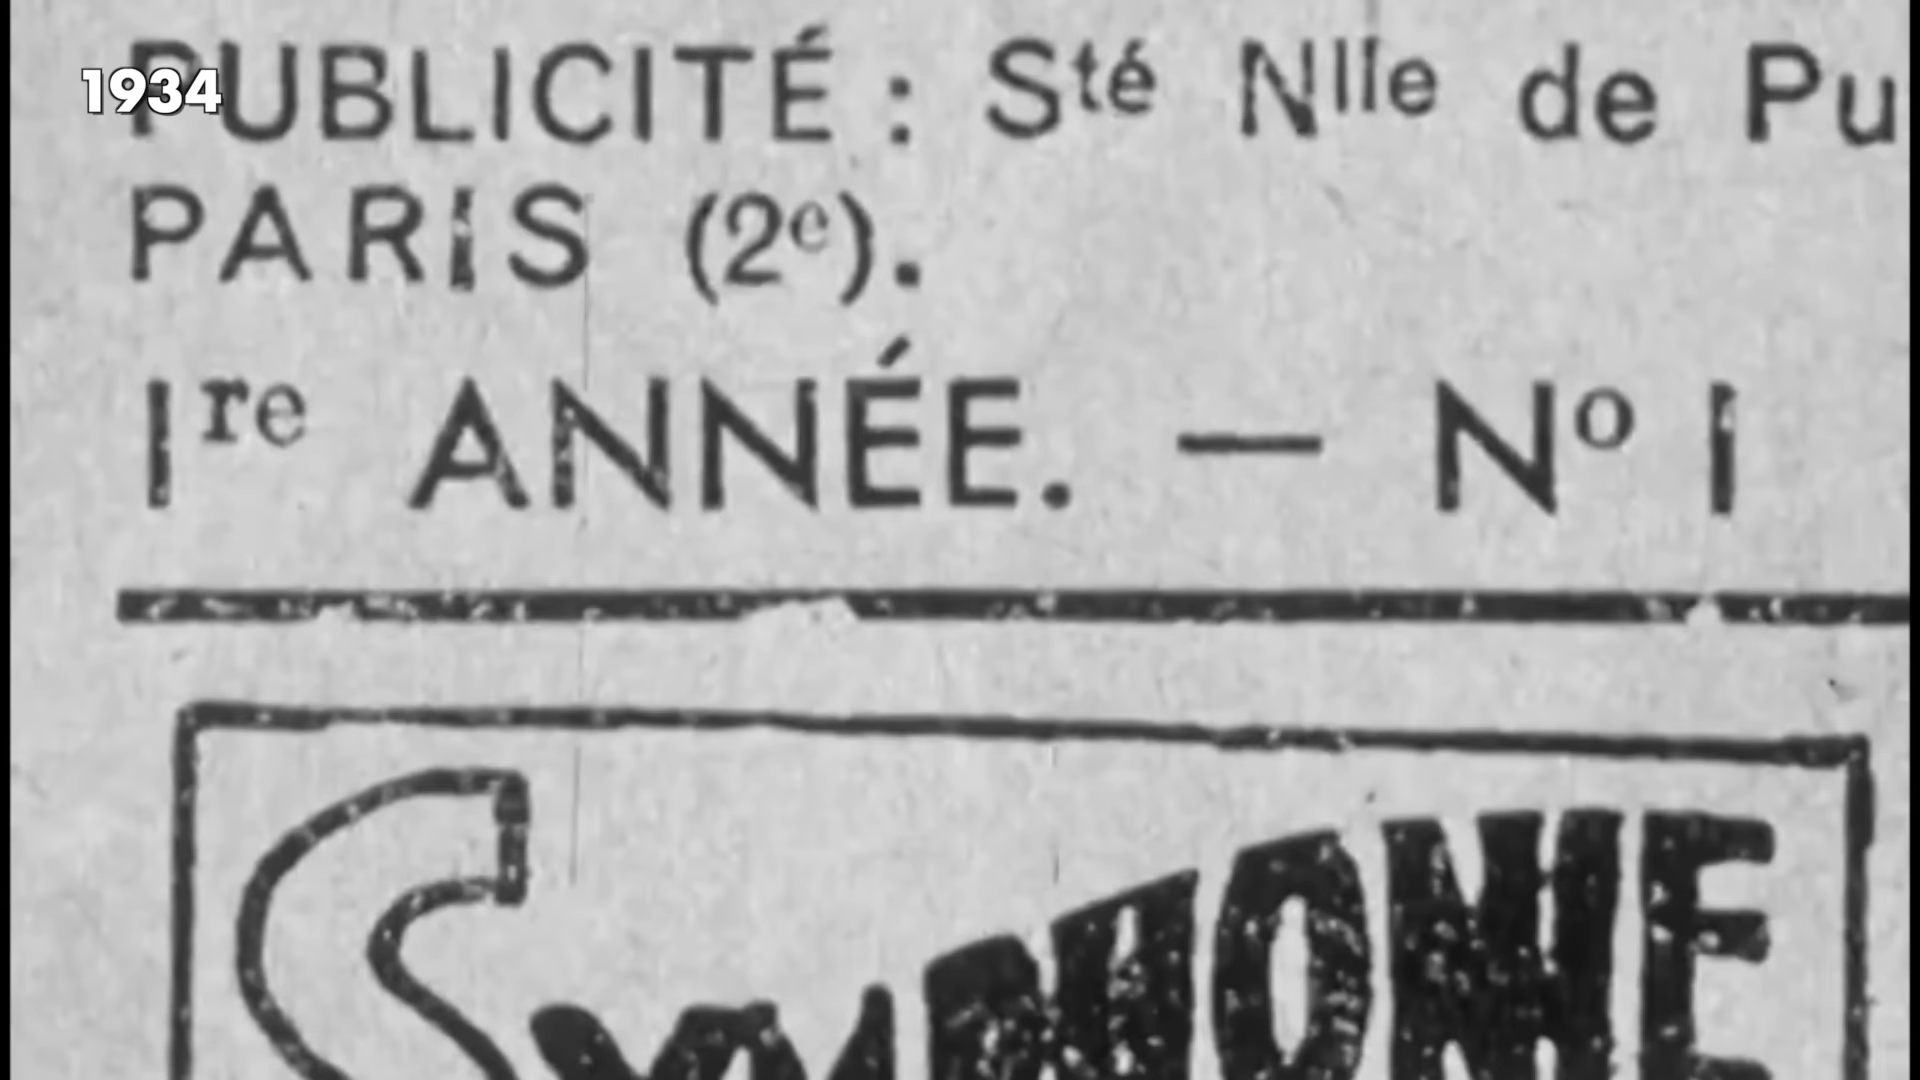 1934
PUBLICITÉ : Sté Nlle de Pu
PARIS (2e).
1re ANNÉE. — No 1